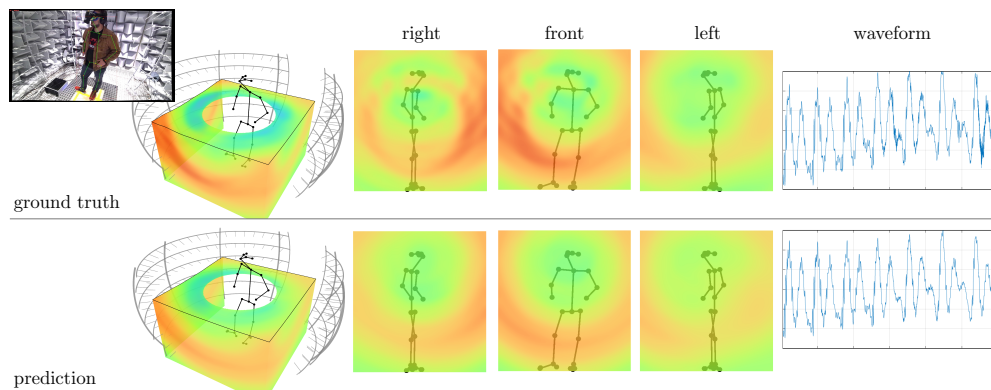 right
front
left
waveform
ground truth
prediction